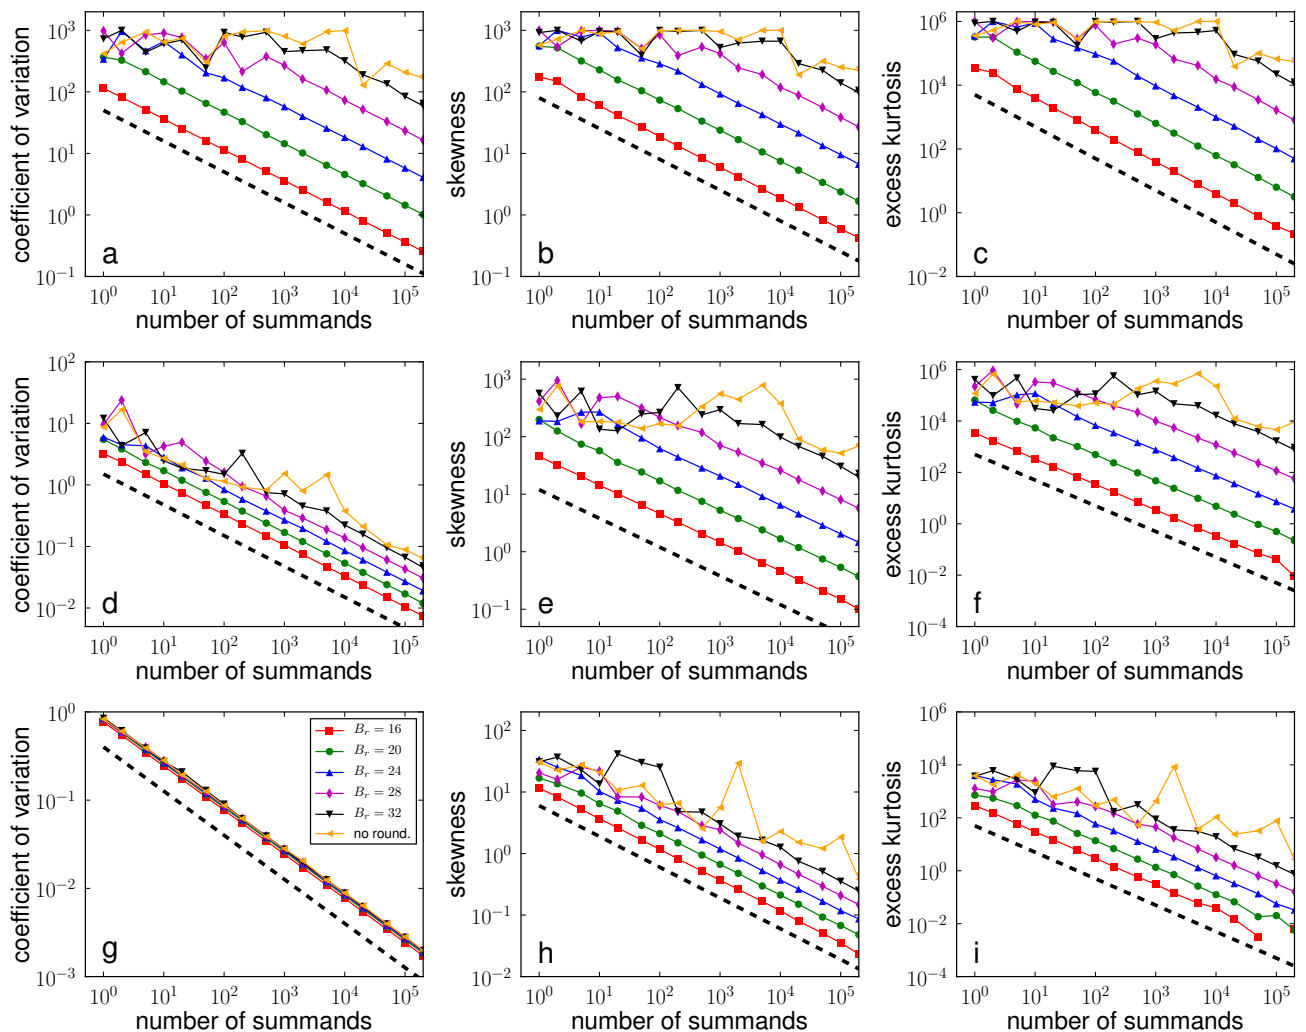 coefficient of variation
10^3
10^2
10^1
10^0
10^-1
a
10^0 10^1 10^2 10^3 10^4 10^5
number of summands
skewness
10^3
10^2
10^1
10^0
10^-1
b
10^0 10^1 10^2 10^3 10^4 10^5
number of summands
excess kurtosis
10^6
10^4
10^2
10^0
10^-2
c
10^0 10^1 10^2 10^3 10^4 10^5
number of summands
coefficient of variation
10^2
10^1
10^0
10^-1
10^-2
d
10^0 10^1 10^2 10^3 10^4 10^5
number of summands
skewness
10^3
10^2
10^1
10^0
10^-1
e
10^0 10^1 10^2 10^3 10^4 10^5
number of summands
excess kurtosis
10^6
10^4
10^2
10^0
10^-2
10^-4
f
10^0 10^1 10^2 10^3 10^4 10^5
number of summands
coefficient of variation
10^0
10^-1
10^-2
10^-3
B_r = 16
B_r = 20
B_r = 24
B_r = 28
B_r = 32
no round.
g
10^0 10^1 10^2 10^3 10^4 10^5
number of summands
skewness
10^2
10^1
10^0
10^-1
10^-2
h
10^0 10^1 10^2 10^3 10^4 10^5
number of summands
excess kurtosis
10^6
10^4
10^2
10^0
10^-2
10^-4
i
10^0 10^1 10^2 10^3 10^4 10^5
number of summands